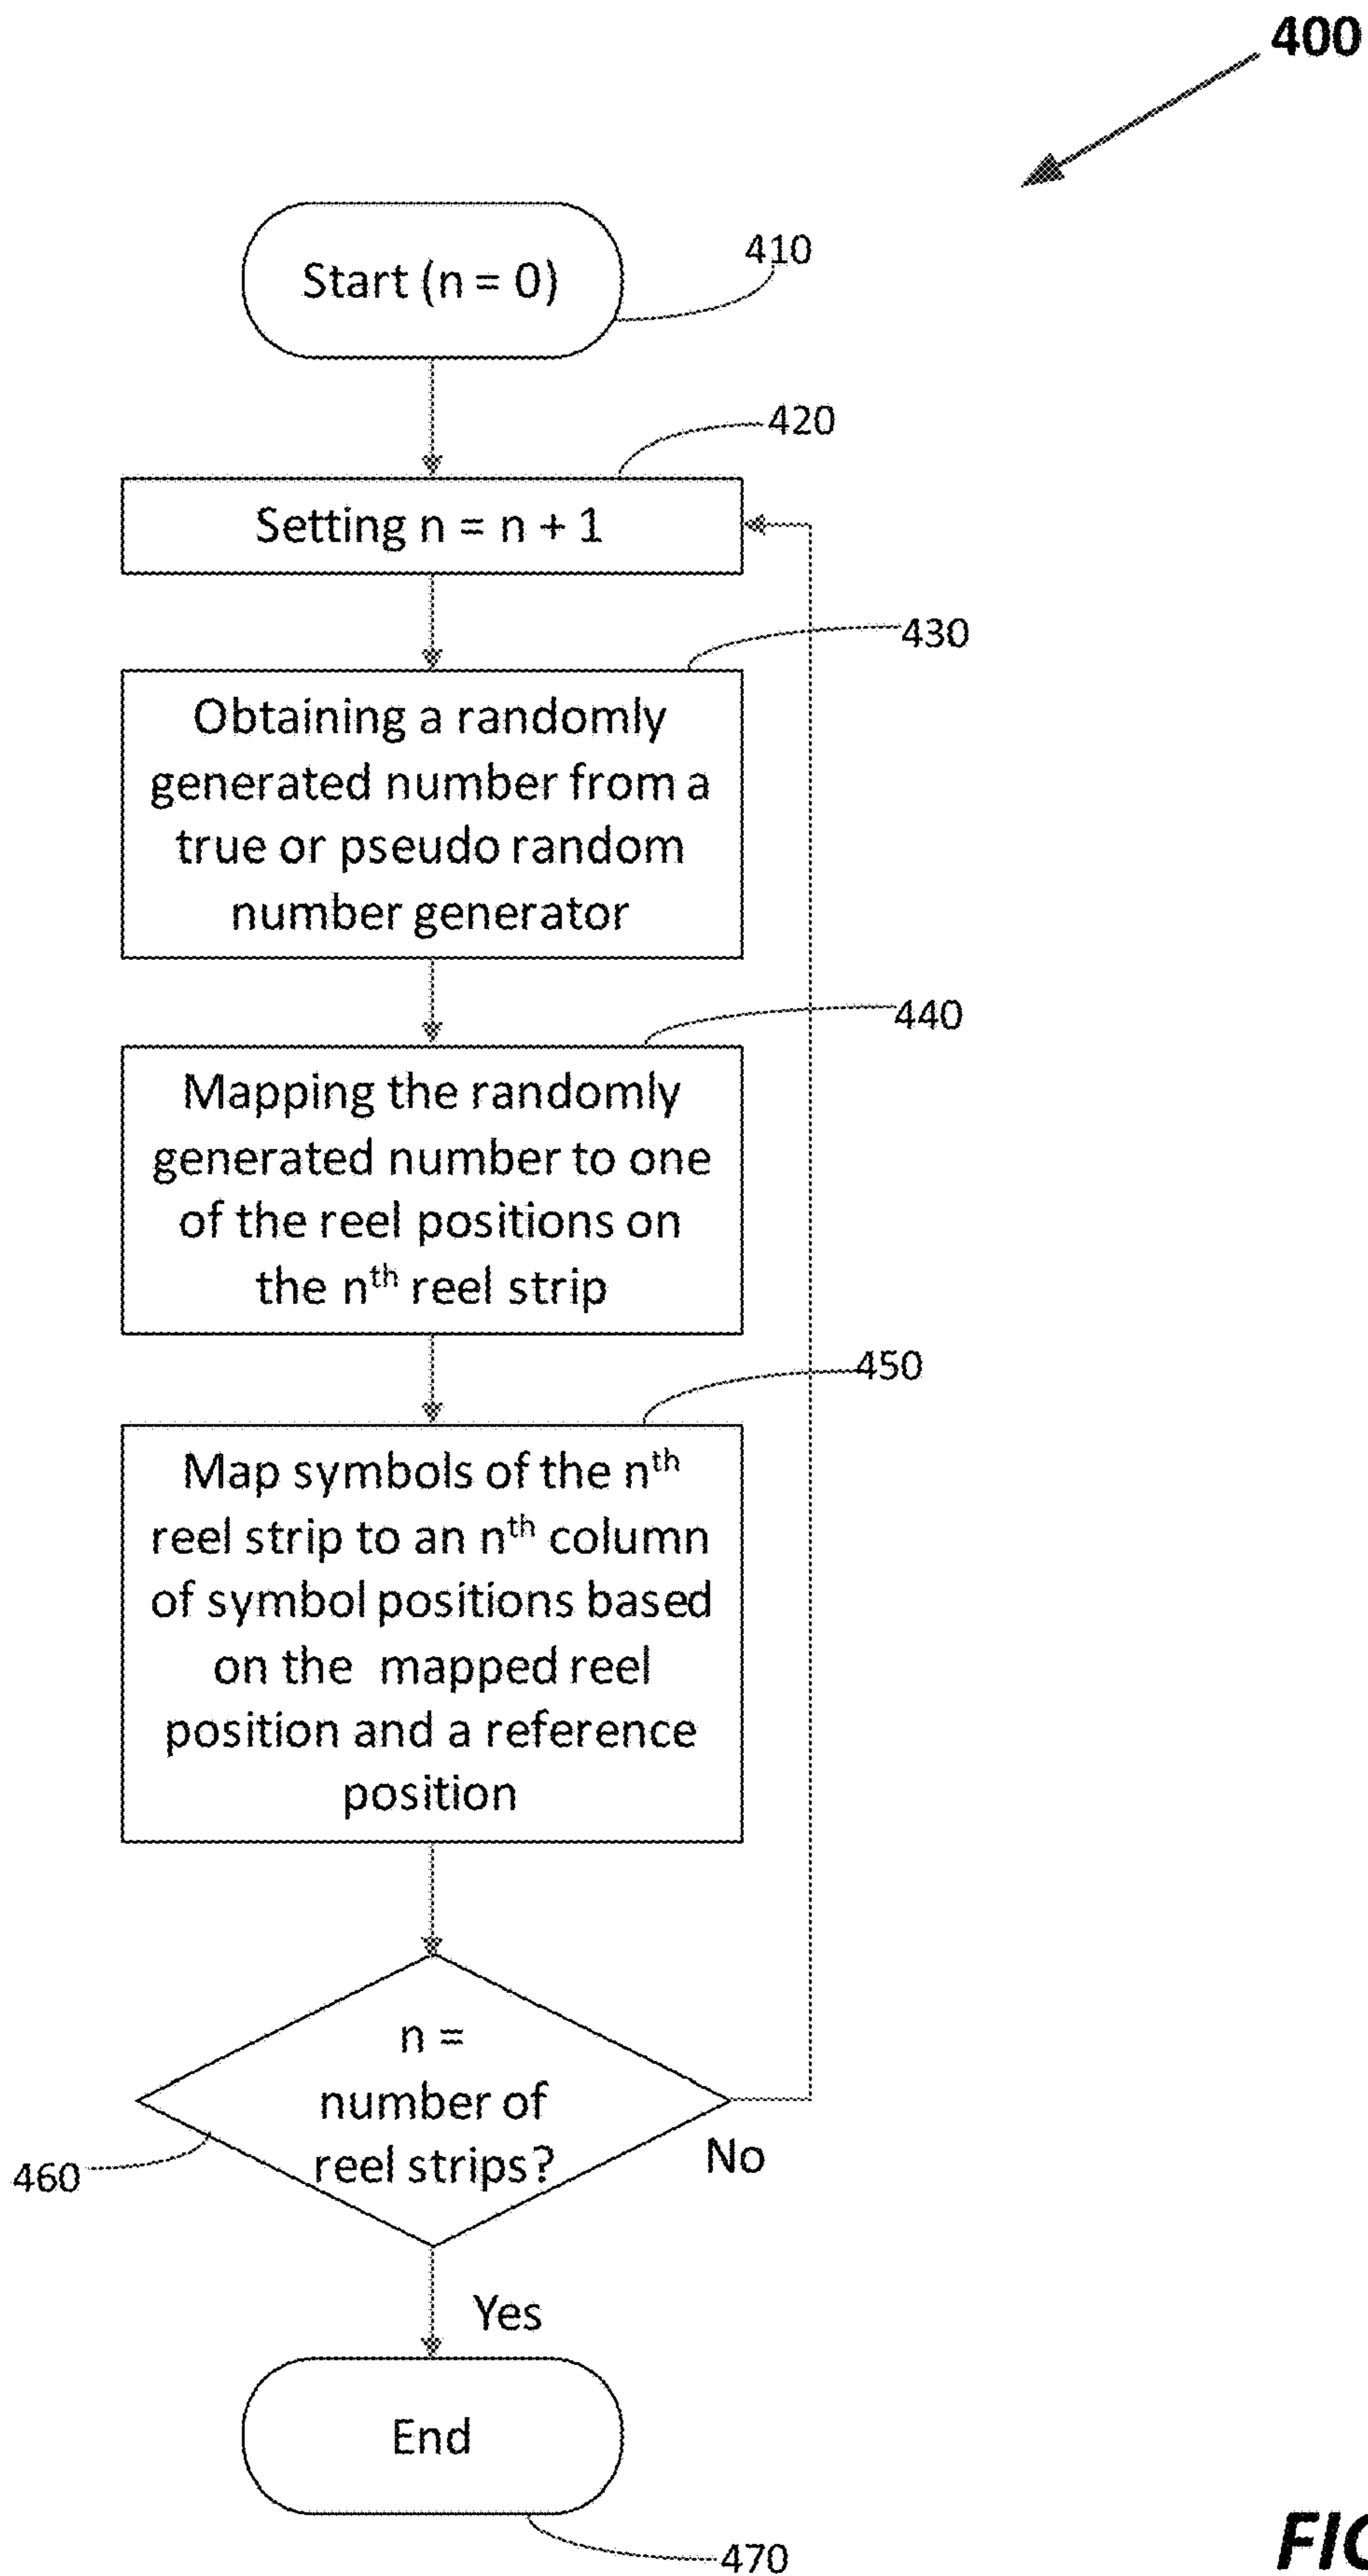 400
Start (n = 0)
410
420
Setting n = n + 1
430
Obtaining a randomly
generated number from a
true or pseudo random
number generator
440
Mapping the randomly
generated number to one
of the reel positions on
the nth reel strip
450
Map symbols of the nth
reel strip to an nth column
of symbol positions based
on the mapped reel
position and a reference
position
n =
number of
reel strips?
460
No
Yes
End
470